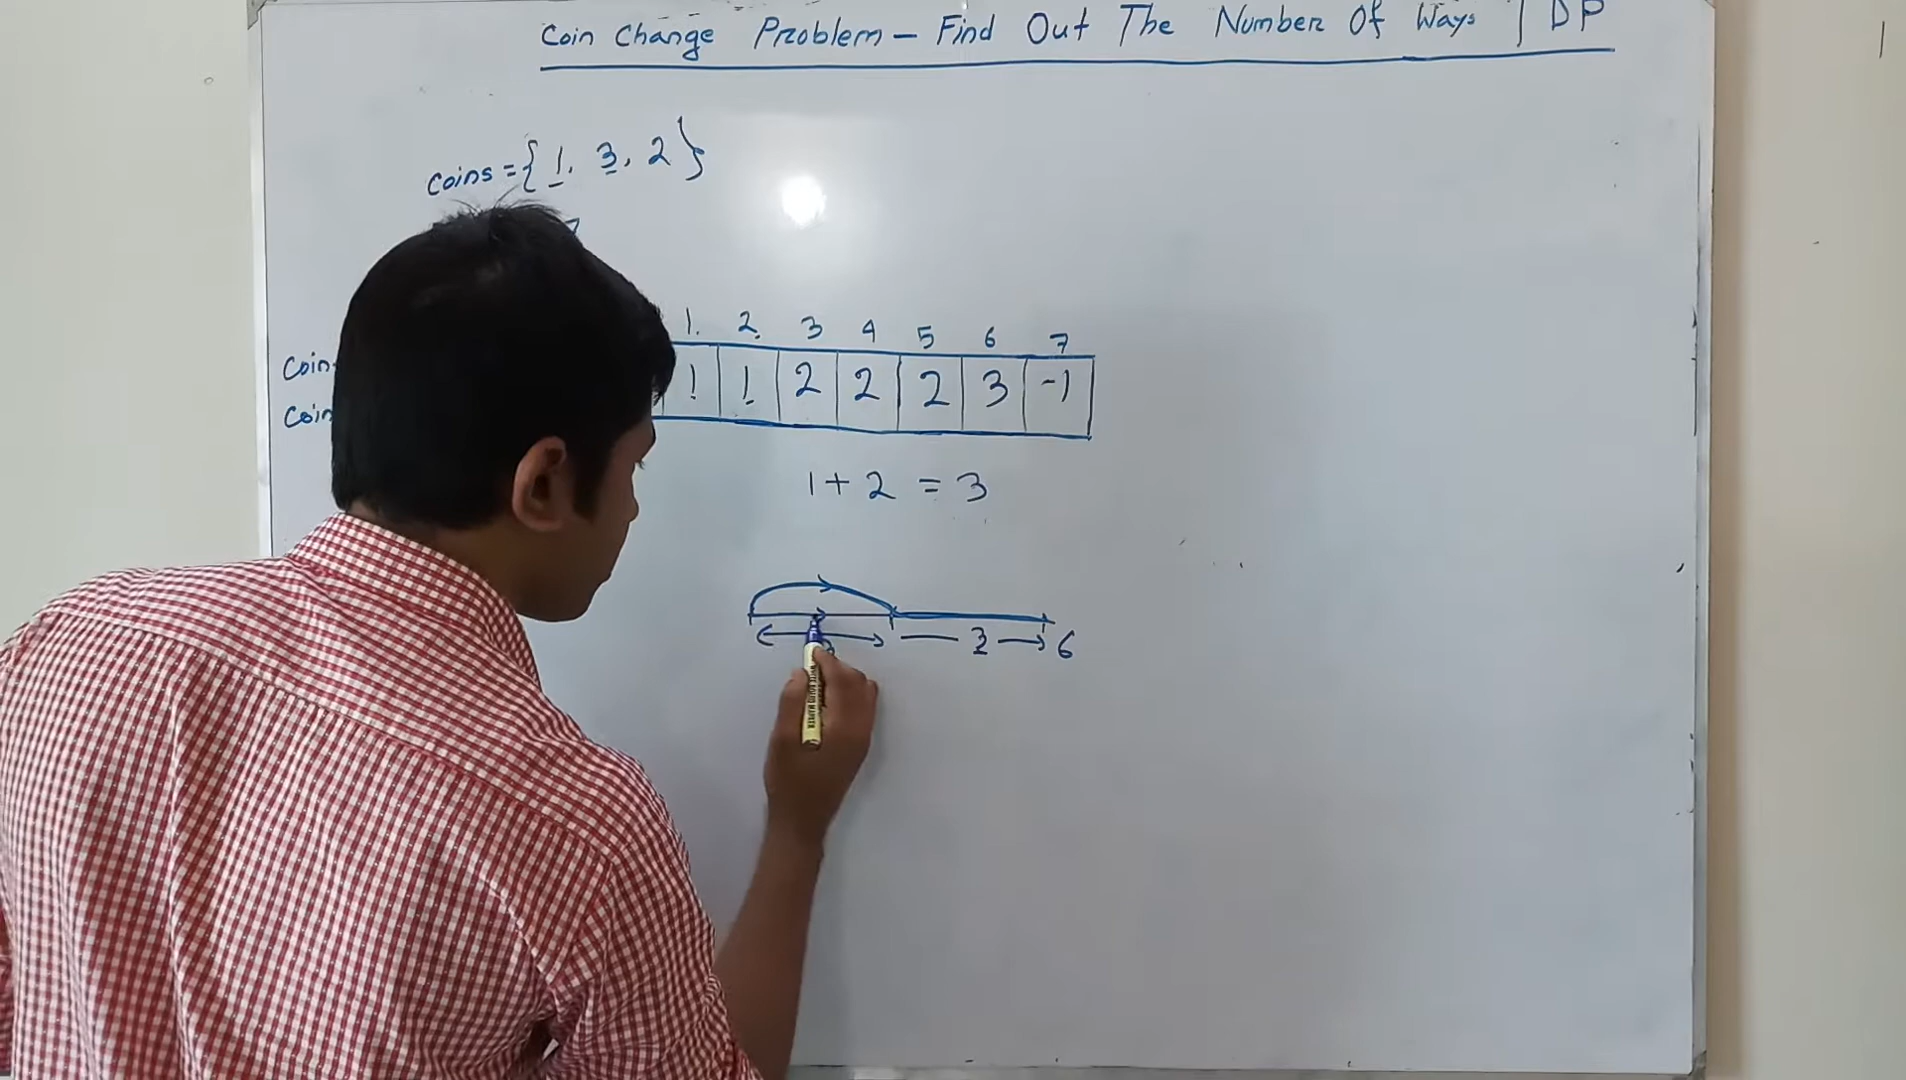 Coin Change Problem – Find Out The Number Of Ways | DP
Coins = { 1, 3, 2 }
7
1. 2. 3 4 5 6 7
Coin
1 1 2 2 2 3 -1
Coin
1 + 2 = 3
3 6